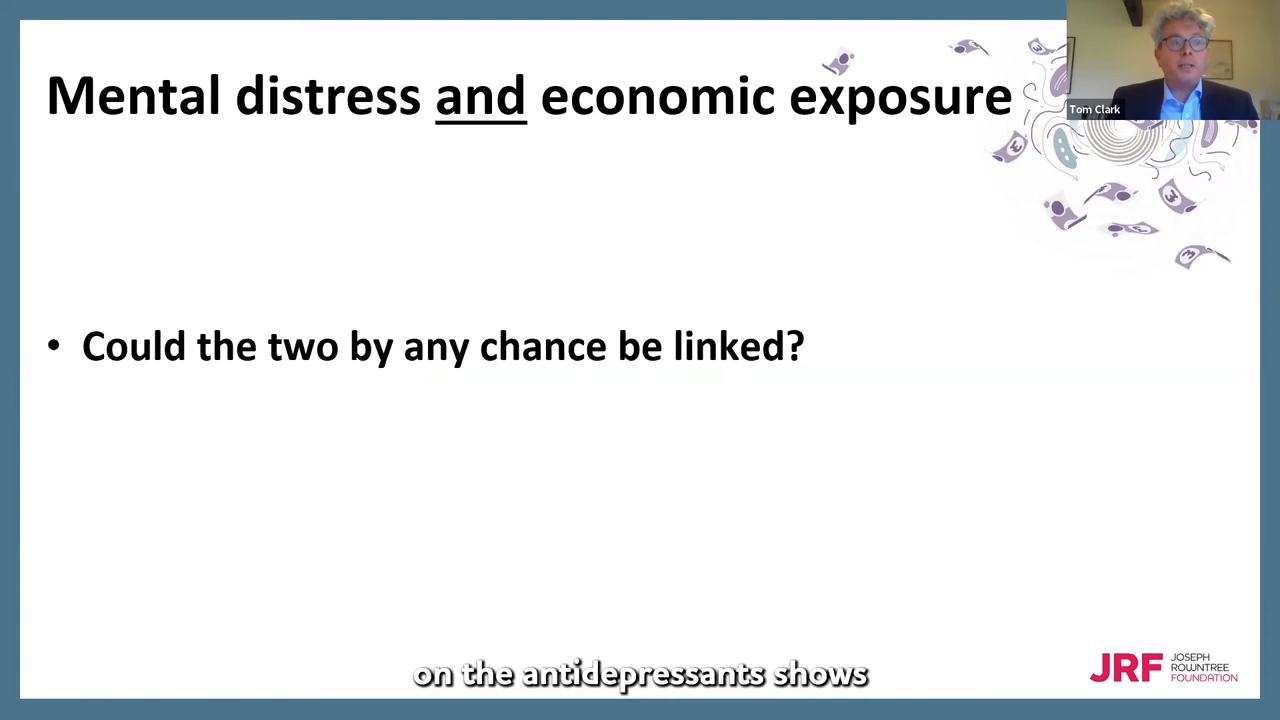 Mental distress and economic exposure
Tom Clark
• Could the two by any chance be linked?
on the antidepressants shows
JRF
JOSEPH
ROWNTREE
FOUNDATION